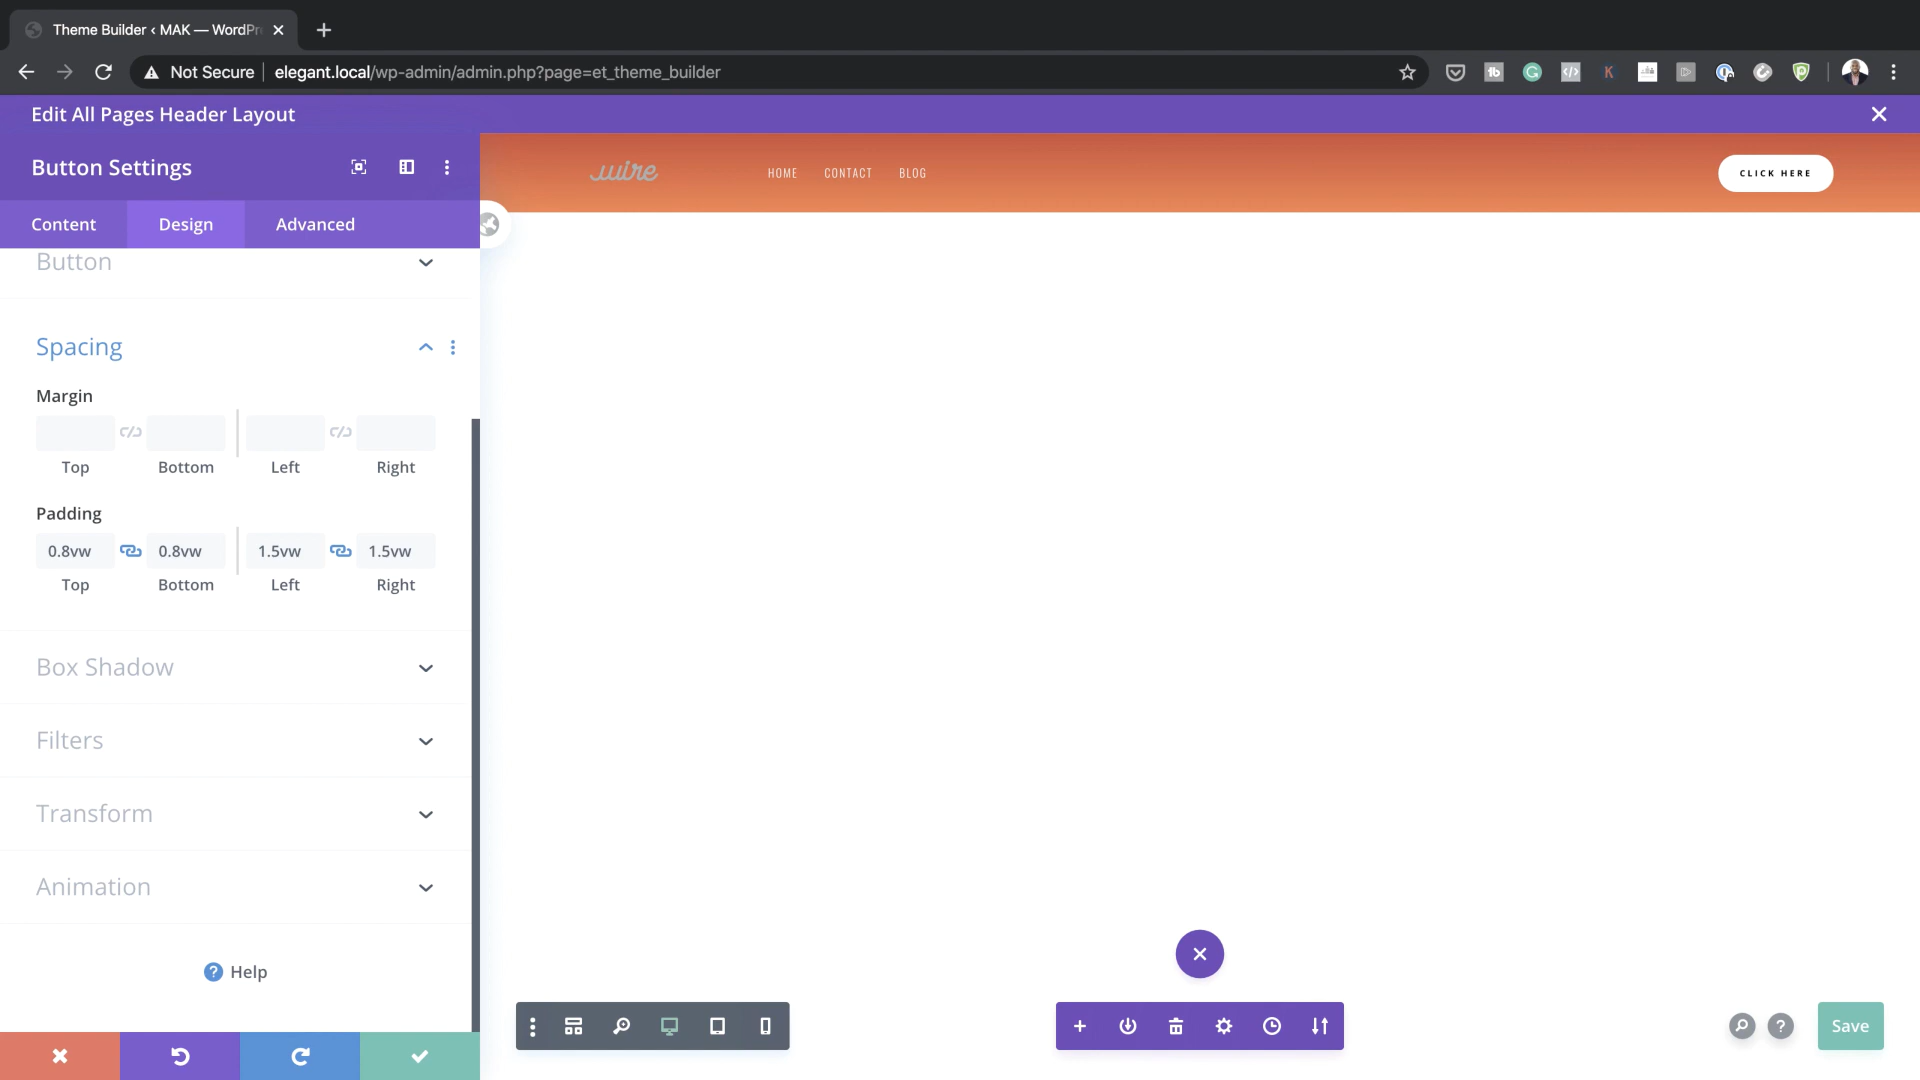 Theme Builder ‹ MAK — WordPr
Not Secure elegant.local/wp-admin/admin.php?page=et_theme_builder
Edit All Pages Header Layout
Button Settings
Content Design Advanced
wire HOME CONTACT BLOG CLICK HERE
Button
Spacing
Margin
Top Bottom Left Right
Padding
0.8vw 0.8vw 1.5vw 1.5vw
Top Bottom Left Right
Box Shadow
Filters
Transform
Animation
? Help
? Save